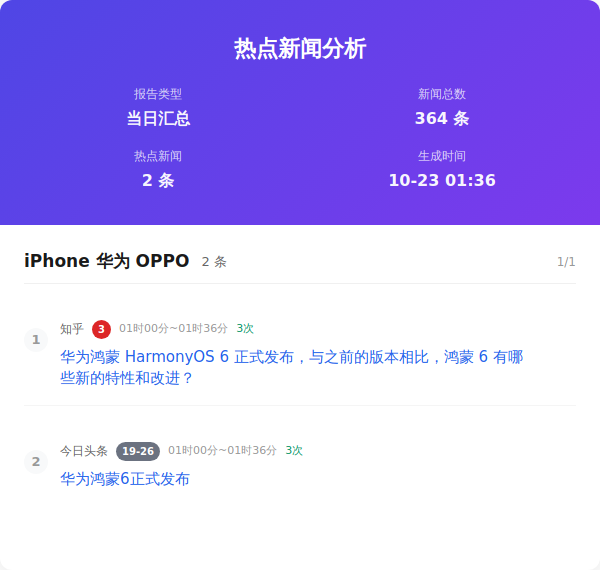 热点新闻分析
报告类型
新闻总数
当日汇总
364 条
热点新闻
生成时间
2 条
10-23 01:36
iPhone 华为 OPPO 2 条 1/1
1 知乎 3 01时00分~01时36分 3次
华为鸿蒙 HarmonyOS 6 正式发布，与之前的版本相比，鸿蒙 6 有哪
些新的特性和改进？
2 今日头条 19-26 01时00分~01时36分 3次
华为鸿蒙6正式发布